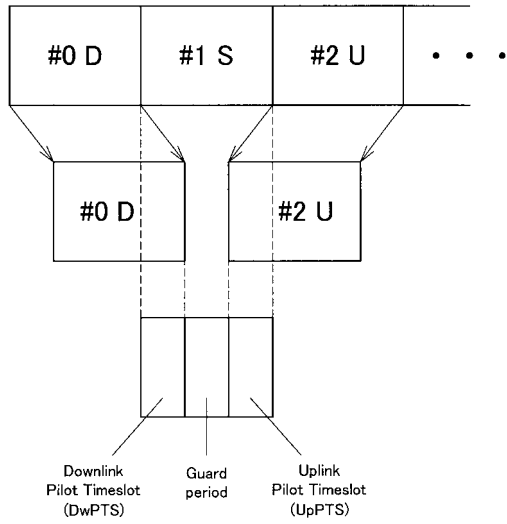 #0 D
#1 S
#2 U
• • •
#0 D
#2 U
Downlink
Pilot Timeslot
(DwPTS)
Guard
period
Uplink
Pilot Timeslot
(UpPTS)